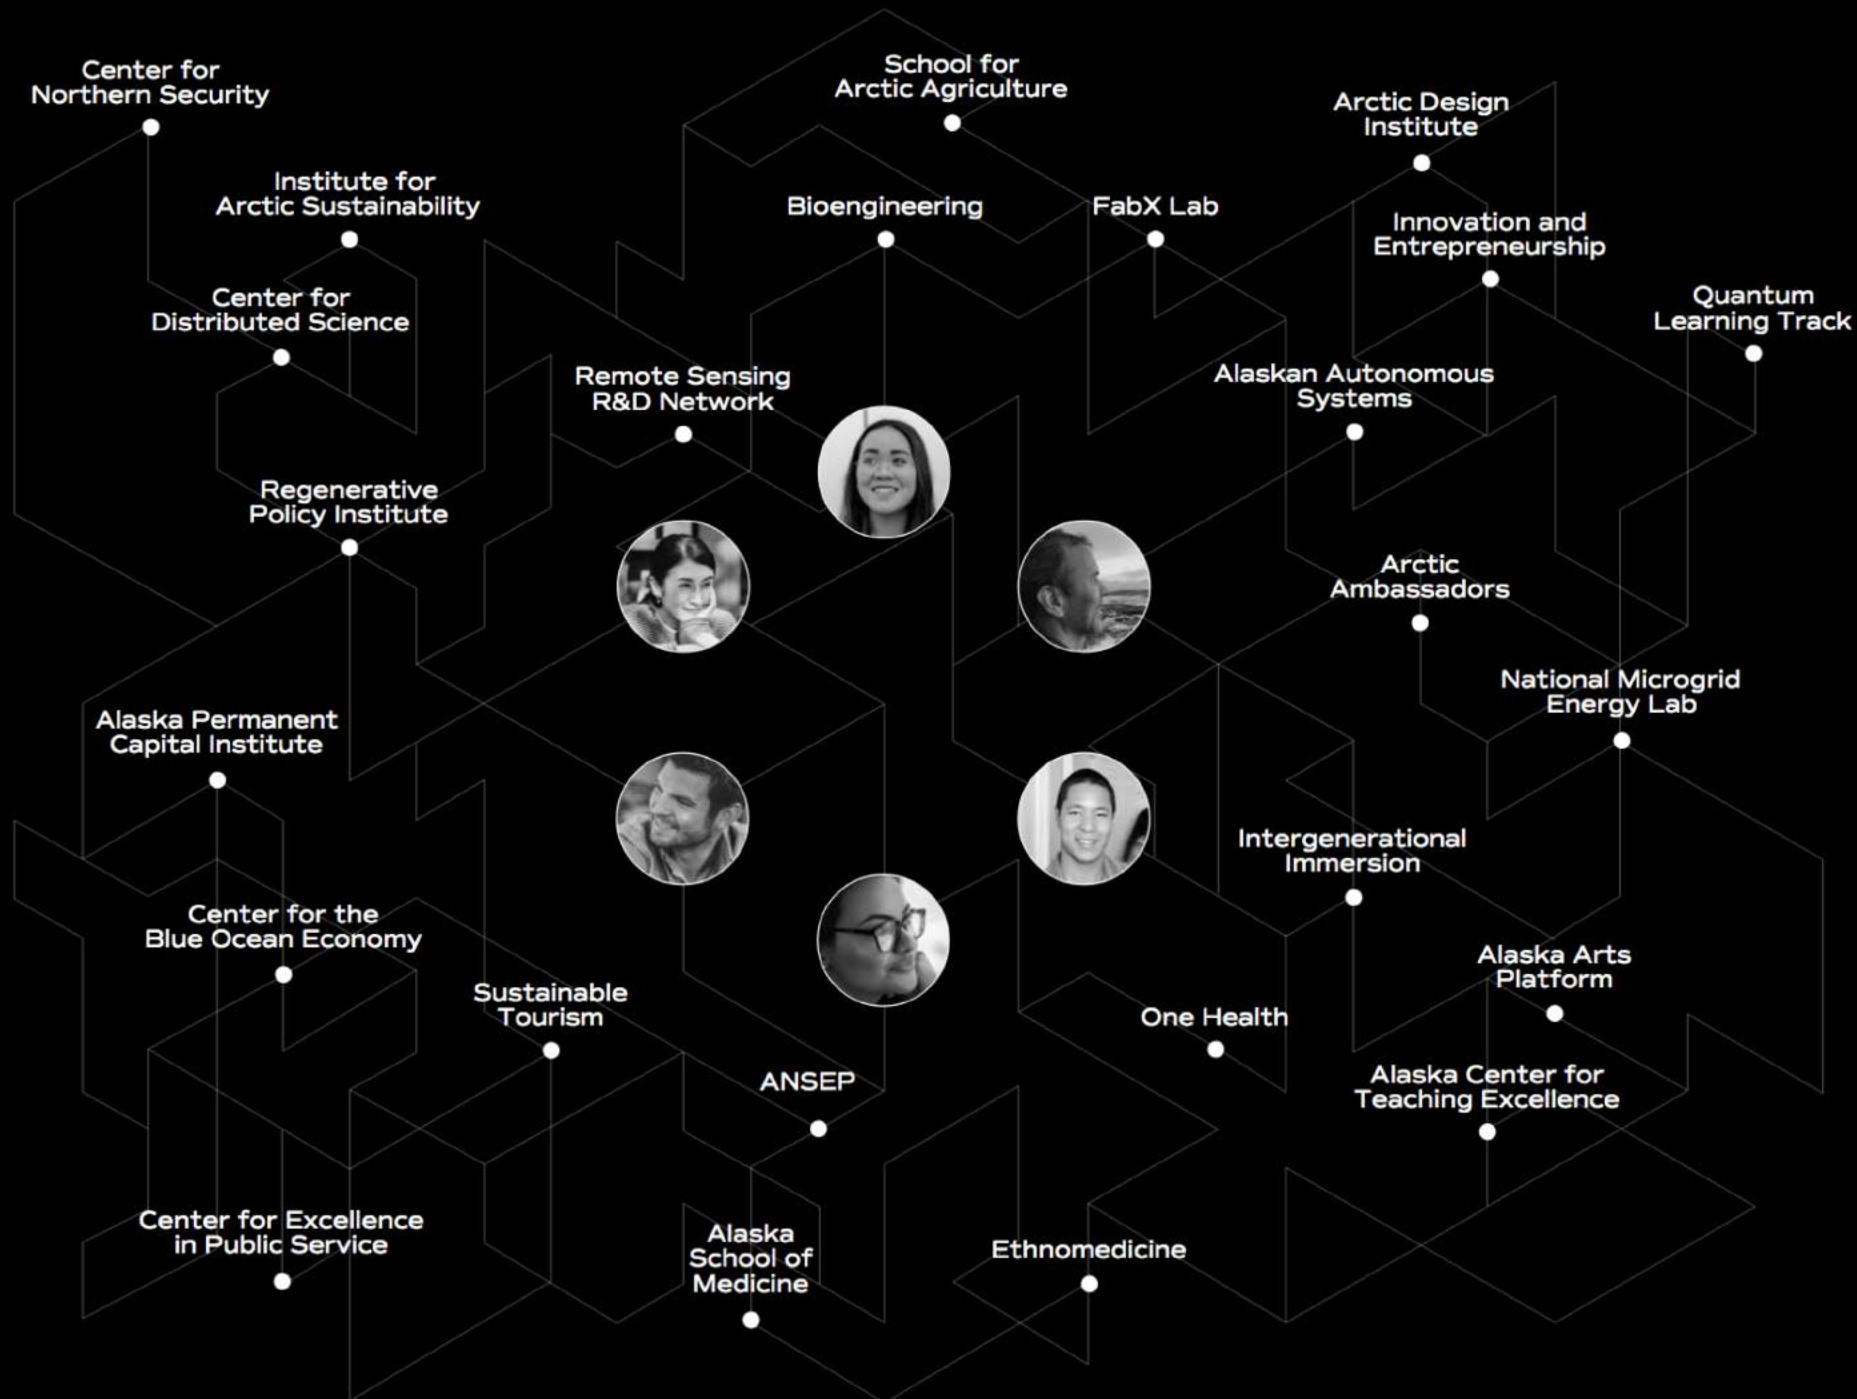 Center for
Northern Security
School for
Arctic Agriculture
Arctic Design
Institute
Institute for
Arctic Sustainability
Bioengineering
FabX Lab
Innovation and
Entrepreneurship
Center for
Distributed Science
Quantum
Learning Track
Remote Sensing
R&D Network
Alaskan Autonomous
Systems
Regenerative
Policy Institute
Arctic
Ambassadors
National Microgrid
Energy Lab
Alaska Permanent
Capital Institute
Intergenerational
Immersion
Center for the
Blue Ocean Economy
Alaska Arts
Platform
Sustainable
Tourism
One Health
ANSEP
Alaska Center for
Teaching Excellence
Center for Excellence
in Public Service
Alaska
School of
Medicine
Ethnomedicine